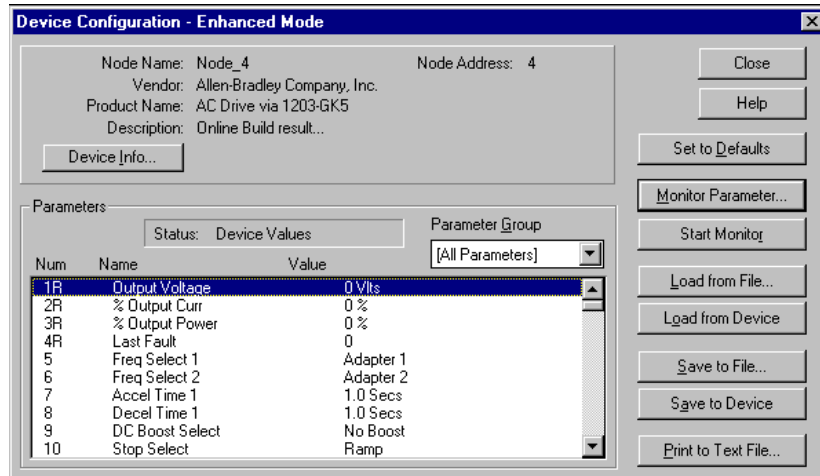 Device Configuration - Enhanced Mode
Node Name: Node_4 Node Address: 4
Vendor: Allen-Bradley Company, Inc.
Product Name: AC Drive via 1203-GK5
Description: Online Build result...
Device Info...
Close
Help
Set to Defaults
Monitor Parameter...
Start Monitor
Load from File...
Load from Device
Save to File...
Save to Device
Print to Text File...
Parameters
Status: Device Values
Parameter Group
[All Parameters]
Num Name Value
1R Output Voltage 0 Vlts
2R % Output Curr 0 %
3R % Output Power 0 %
4R Last Fault 0
5 Freq Select 1 Adapter 1
6 Freq Select 2 Adapter 2
7 Accel Time 1 1.0 Secs
8 Decel Time 1 1.0 Secs
9 DC Boost Select No Boost
10 Stop Select Ramp